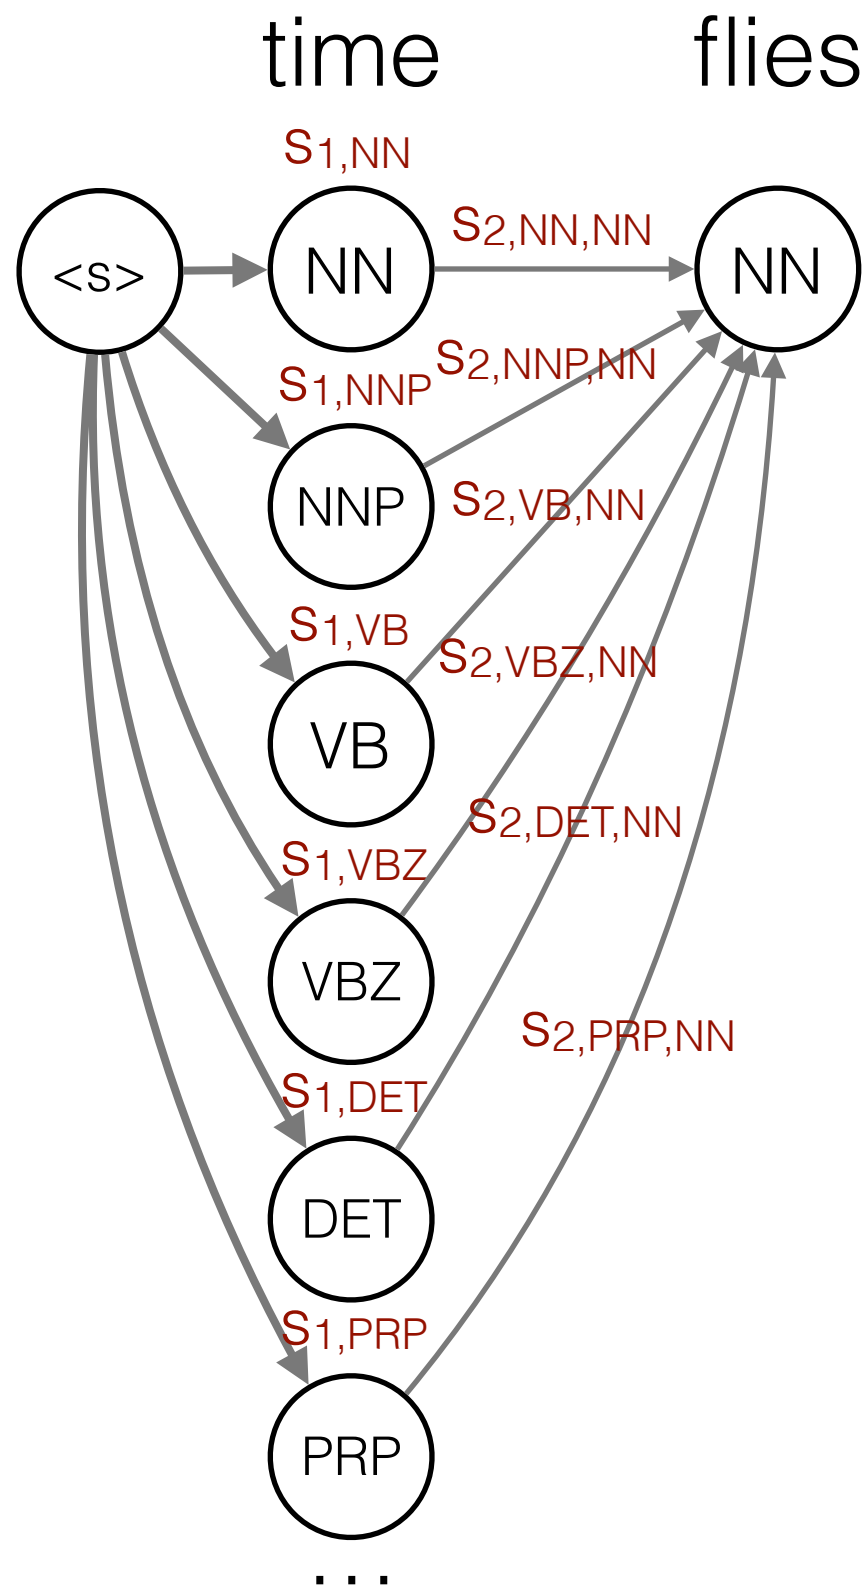 time flies
s1,NN
s2,NN,NN
<s> NN NN
s2,NNP,NN
s1,NNP
NNP
s2,VB,NN
s1,VB
s2,VBZ,NN
VB
s2,DET,NN
s1,VBZ
VBZ
s2,PRP,NN
s1,DET
DET
s1,PRP
PRP
...